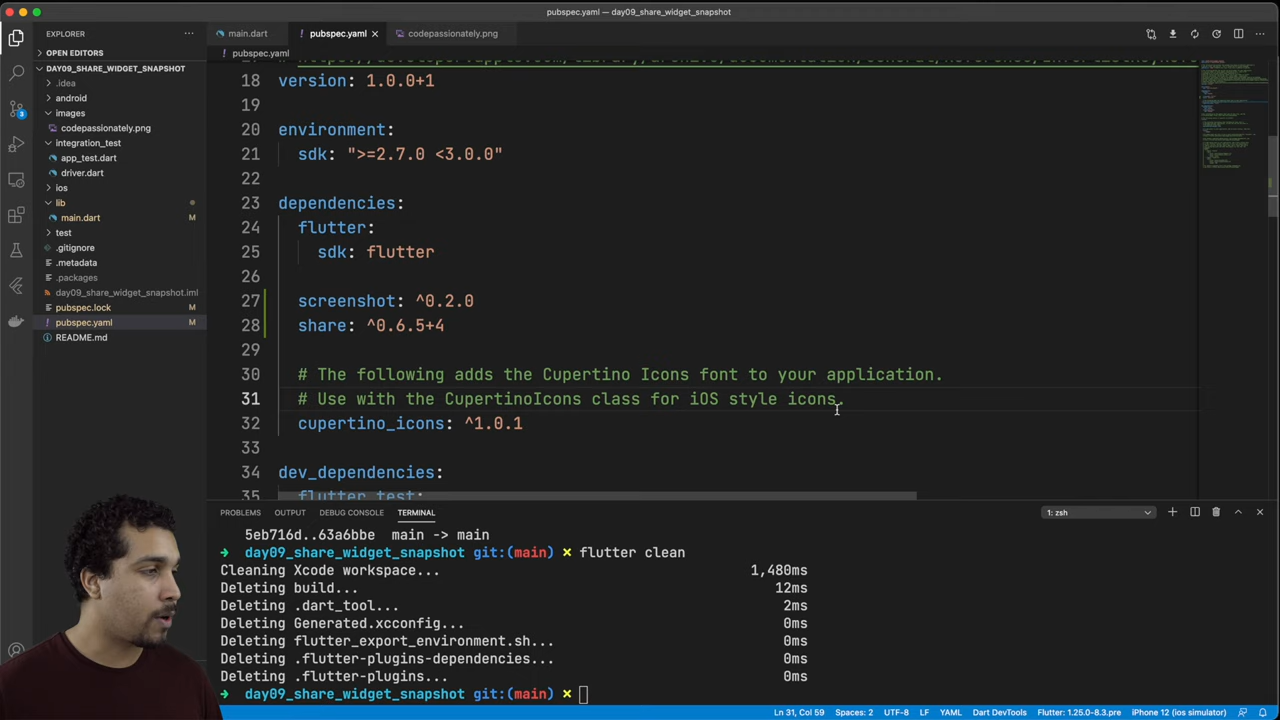 pubspec.yaml — day09_share_widget_snapshot
EXPLORER
main.dart
pubspec.yaml
codepassionately.png
OPEN EDITORS
pubspec.yaml
DAY09_SHARE_WIDGET_SNAPSHOT
.idea
android
images
codepassionately.png
integration_test
app_test.dart
driver.dart
ios
lib
main.dart M
test
.gitignore
.metadata
.packages
day09_share_widget_snapshot.iml
pubspec.lock M
pubspec.yaml M
README.md
3
18 version: 1.0.0+1
19
20 environment:
21 sdk: ">=2.7.0 <3.0.0"
22
23 dependencies:
24 flutter:
25 sdk: flutter
26
27 screenshot: ^0.2.0
28 share: ^0.6.5+4
29
30 # The following adds the Cupertino Icons font to your application.
31 # Use with the CupertinoIcons class for iOS style icons.
32 cupertino_icons: ^1.0.1
33
34 dev_dependencies:
35 flutter_test:
PROBLEMS OUTPUT DEBUG CONSOLE TERMINAL 1: zsh
5eb716d..63a6bbe main -> main
day09_share_widget_snapshot git:(main) × flutter clean
Cleaning Xcode workspace... 1,480ms
Deleting build... 12ms
Deleting .dart_tool... 2ms
Deleting Generated.xcconfig... 0ms
Deleting flutter_export_environment.sh... 0ms
Deleting .flutter-plugins-dependencies... 0ms
Deleting .flutter-plugins... 0ms
day09_share_widget_snapshot git:(main) ×
Ln 31, Col 59 Spaces: 2 UTF-8 LF YAML Dart DevTools Flutter: 1.25.0-8.3.pre iPhone 12 (ios simulator)